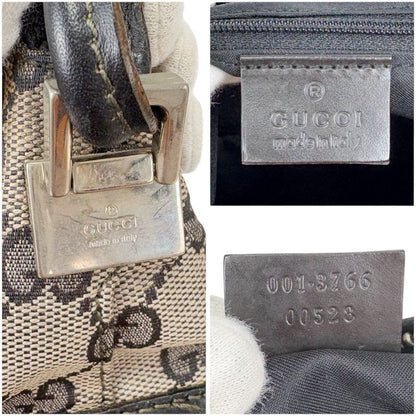 ®
GUCCI
made in italy
®
GUCCI
made in italy
001·3766
00523